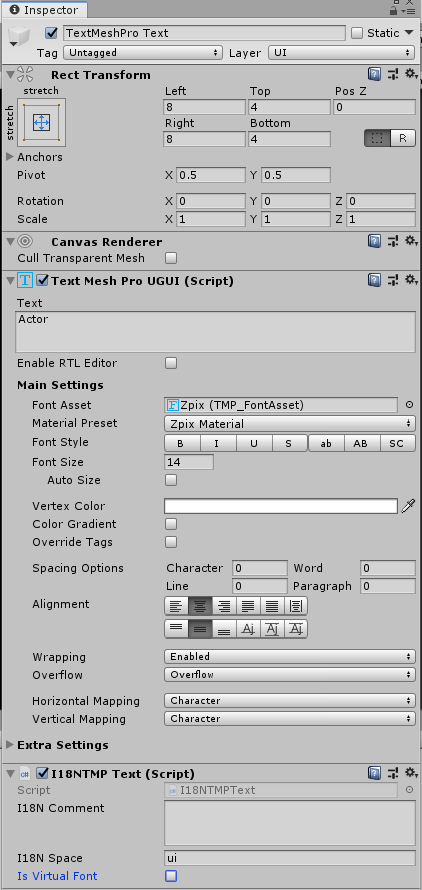 Inspector
TextMeshPro Text
Static
Tag Untagged Layer UI
Rect Transform
stretch Left Top Pos Z
stretch 8 4 0
Right Bottom
8 4 R
Anchors
Pivot X 0.5 Y 0.5
Rotation X 0 Y 0 Z 0
Scale X 1 Y 1 Z 1
Canvas Renderer
Cull Transparent Mesh
T Text Mesh Pro UGUI (Script)
Text
Actor
Enable RTL Editor
Main Settings
Font Asset F Zpix (TMP_FontAsset)
Material Preset Zpix Material
Font Style B I U S ab AB SC
Font Size 14
Auto Size
Vertex Color
Color Gradient
Override Tags
Spacing Options Character 0 Word 0
Line 0 Paragraph 0
Alignment
Aj Aj Aj
Wrapping Enabled
Overflow Overflow
Horizontal Mapping Character
Vertical Mapping Character
Extra Settings
C# I18NTMP Text (Script)
Script I18NTMPText
I18N Comment
I18N Space ui
Is Virtual Font